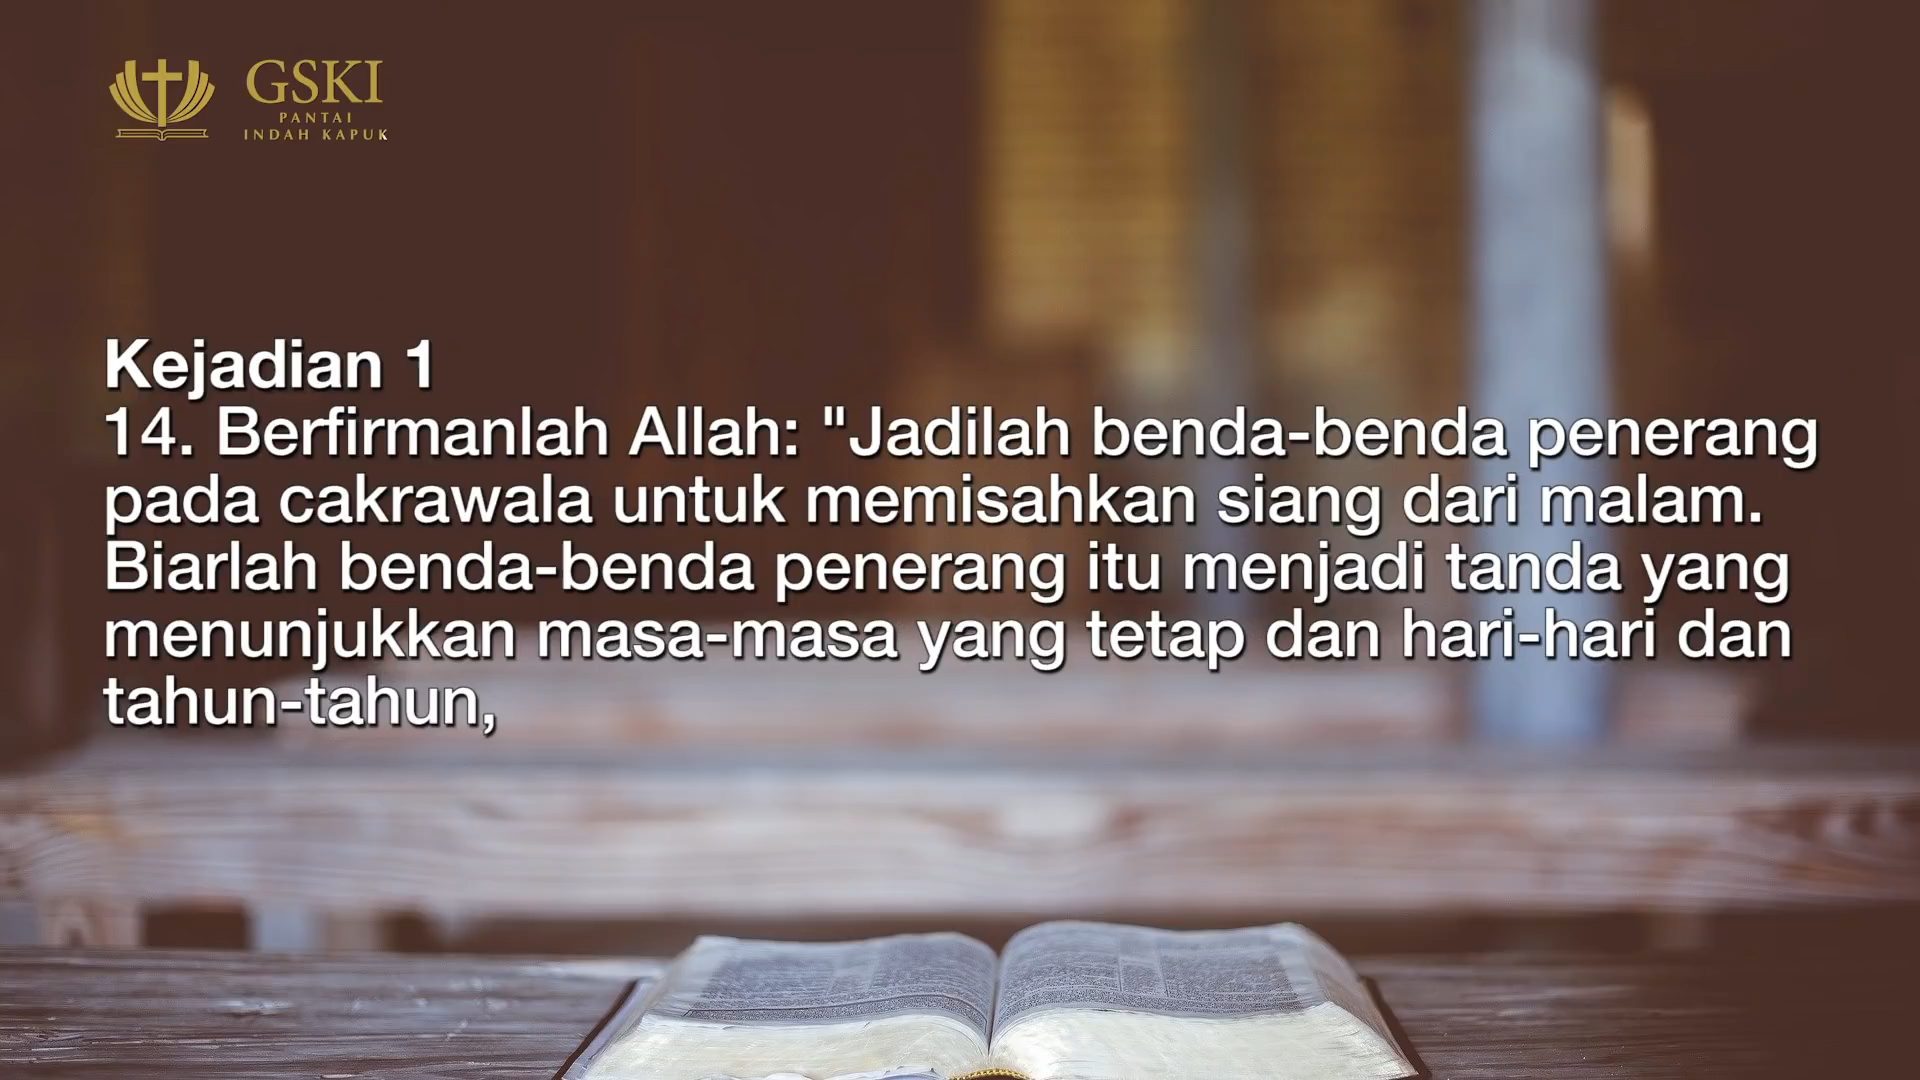 GSKI
PANTAI
INDAH KAPUK
Kejadian 1
14. Berfirmanlah Allah: "Jadilah benda-benda penerang
pada cakrawala untuk memisahkan siang dari malam.
Biarlah benda-benda penerang itu menjadi tanda yang
menunjukkan masa-masa yang tetap dan hari-hari dan
tahun-tahun,